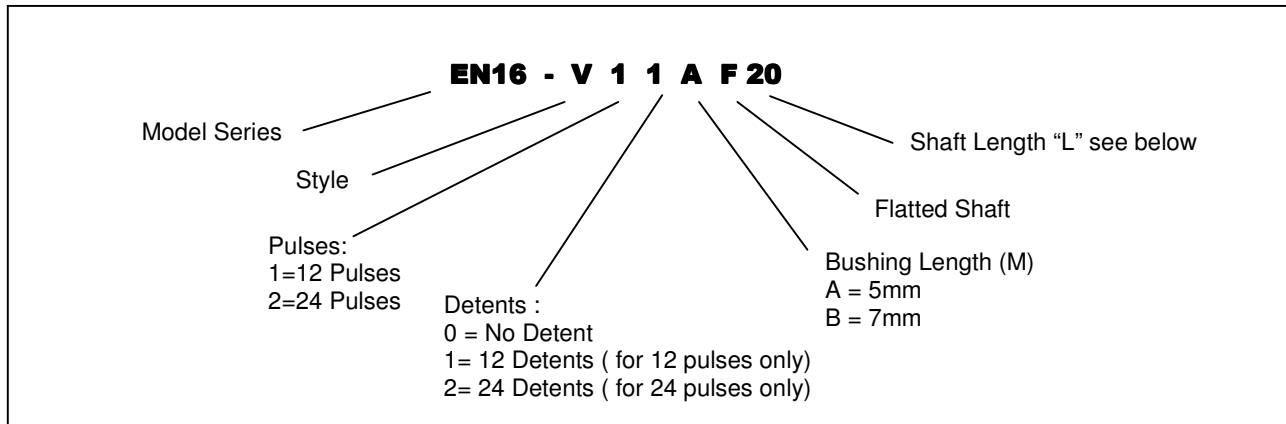 EN16 - V 1 1 A F 20
Model Series
Shaft Length “L” see below
Style
Flatted Shaft
Pulses:
1=12 Pulses
2=24 Pulses
Bushing Length (M)
A = 5mm
B = 7mm
Detents :
0 = No Detent
1= 12 Detents ( for 12 pulses only)
2= 24 Detents ( for 24 pulses only)